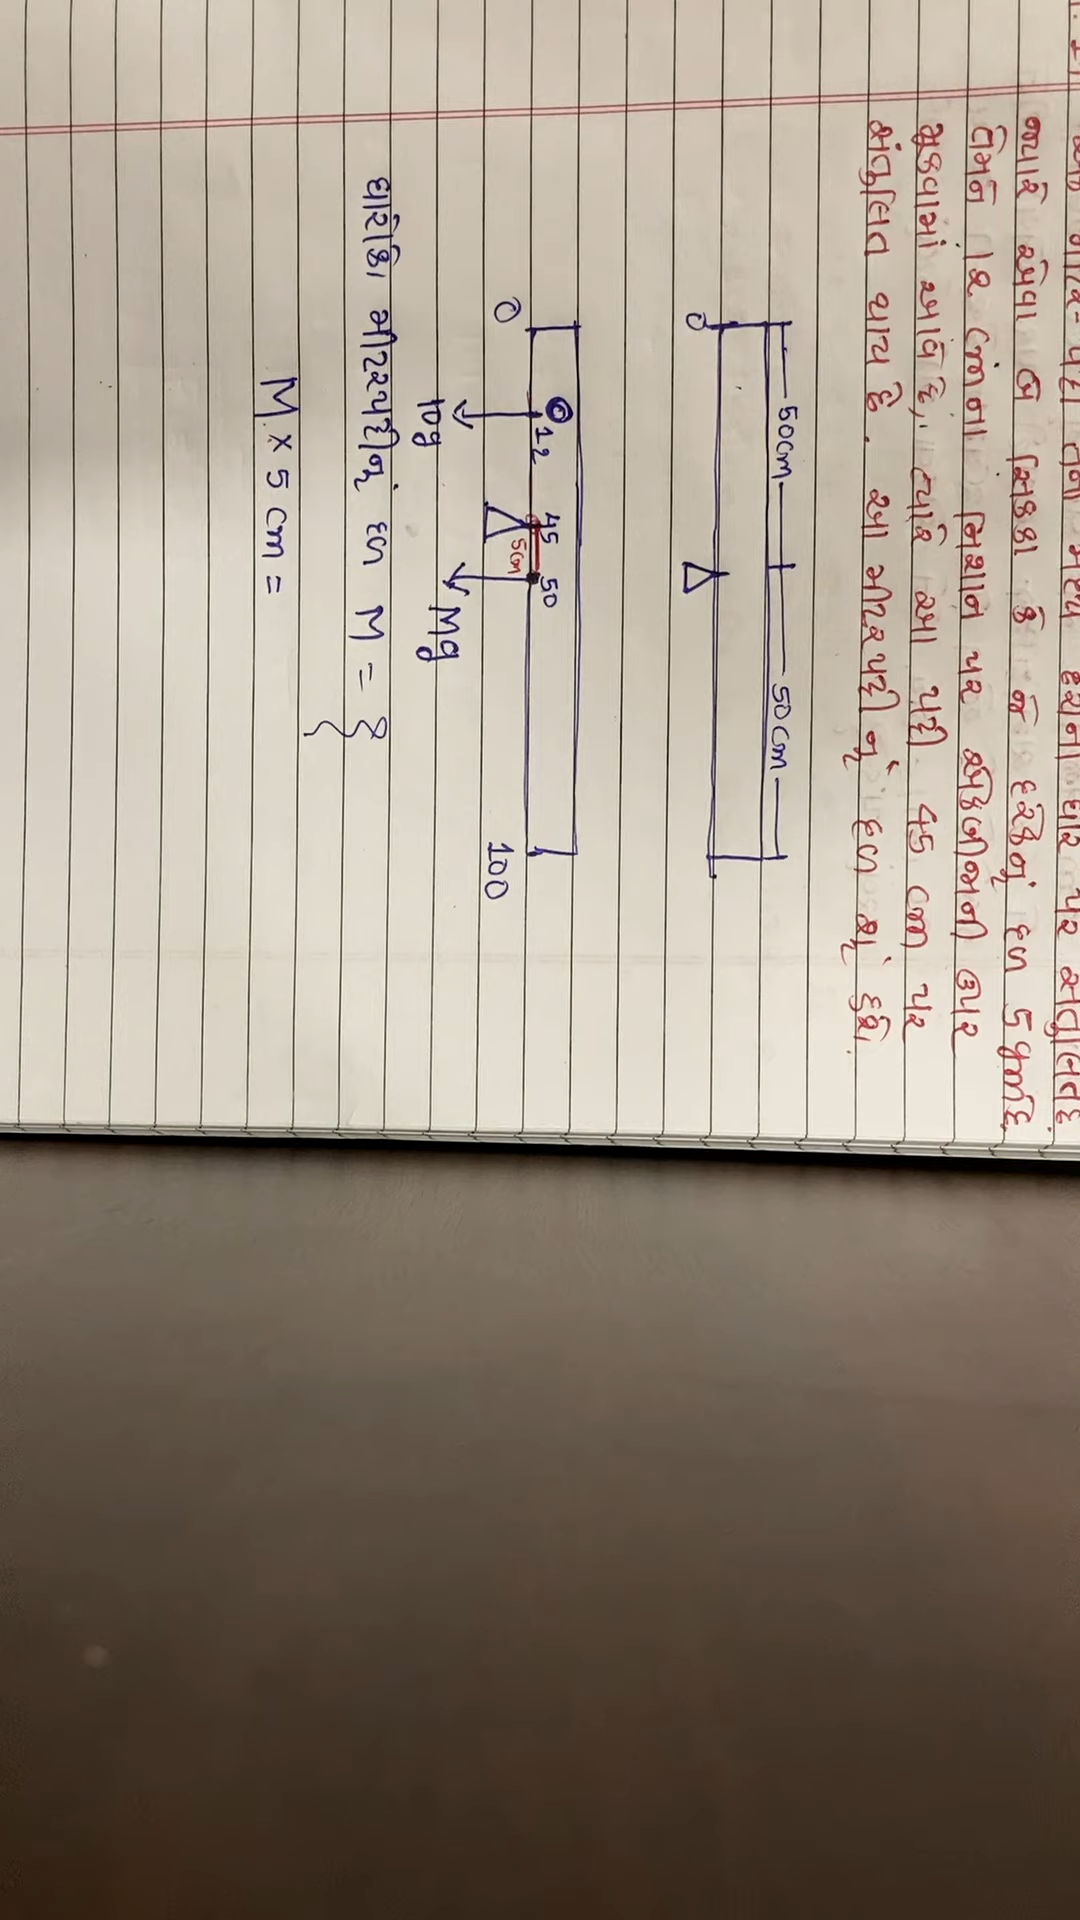 મધ્ય
પર
જ્યારે એવા બે સિક્કા કે જે દરેકનું દળ 5 ગ્રામ છે,
તેમને 12 cm ના નિશાન પર એકબીજાની ઉપર
મુકવામાં આવે છે, ત્યારે આ પટ્ટી 45 cm પર
સંતુલિત થાય છે. આ મીટરપટ્ટી નું દળ શું હશે.
50cm 50cm
0
12 45 50
5cm
0 100
10g Mg
ધારોકે મીટરપટ્ટીનું દળ M =
M × 5 cm =